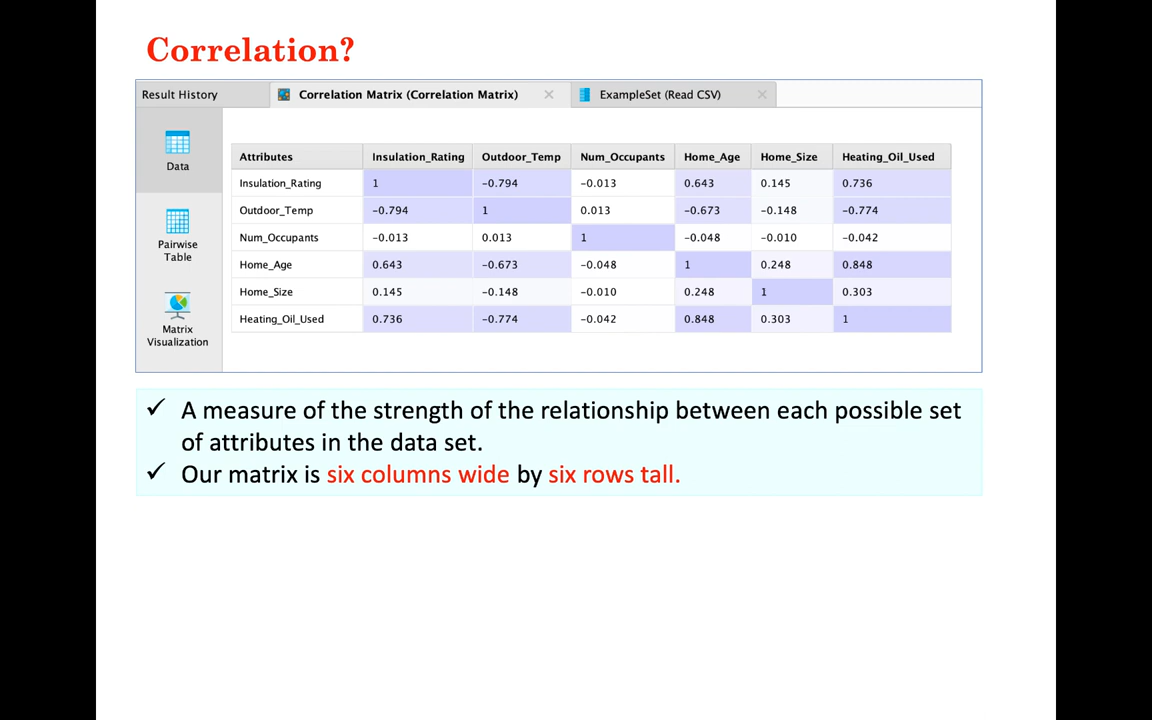 Correlation?
Result History Correlation Matrix (Correlation Matrix) ExampleSet (Read CSV)
Data
Pairwise
Table
Matrix
Visualization
Attributes Insulation_Rating Outdoor_Temp Num_Occupants Home_Age Home_Size Heating_Oil_Used
Insulation_Rating 1 -0.794 -0.013 0.643 0.145 0.736
Outdoor_Temp -0.794 1 0.013 -0.673 -0.148 -0.774
Num_Occupants -0.013 0.013 1 -0.048 -0.010 -0.042
Home_Age 0.643 -0.673 -0.048 1 0.248 0.848
Home_Size 0.145 -0.148 -0.010 0.248 1 0.303
Heating_Oil_Used 0.736 -0.774 -0.042 0.848 0.303 1
✓ A measure of the strength of the relationship between each possible set
of attributes in the data set.
✓ Our matrix is six columns wide by six rows tall.